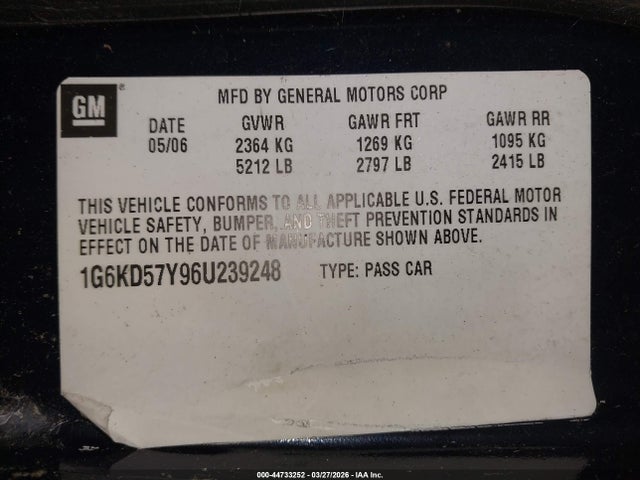 GM ®
MFD BY GENERAL MOTORS CORP
DATE GVWR GAWR FRT GAWR RR
05/06 2364 KG 1269 KG 1095 KG
5212 LB 2797 LB 2415 LB
THIS VEHICLE CONFORMS TO ALL APPLICABLE U.S. FEDERAL MOTOR
VEHICLE SAFETY, BUMPER, AND THEFT PREVENTION STANDARDS IN
EFFECT ON THE DATE OF MANUFACTURE SHOWN ABOVE.
1G6KD57Y96U239248 TYPE: PASS CAR
000-44733252 | 03/27/2026 | IAA Inc.